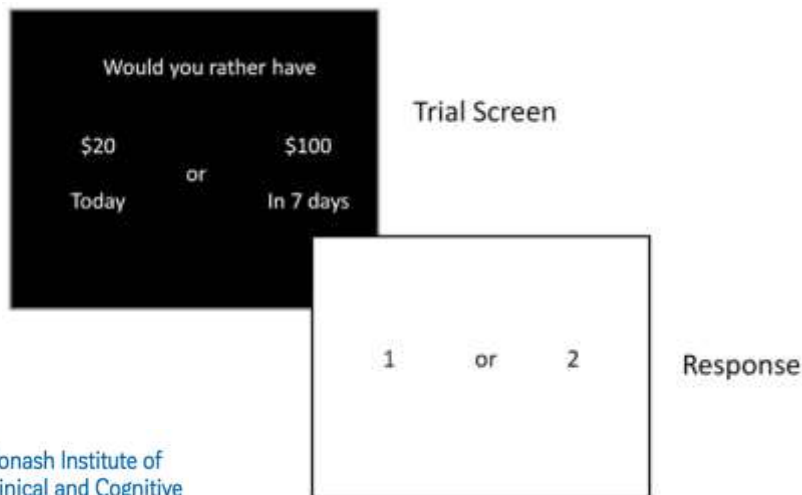 Would you rather have
$20 or $100
Today In 7 days
Trial Screen
1 or 2
Response
onash Institute of
inical and Cognitive